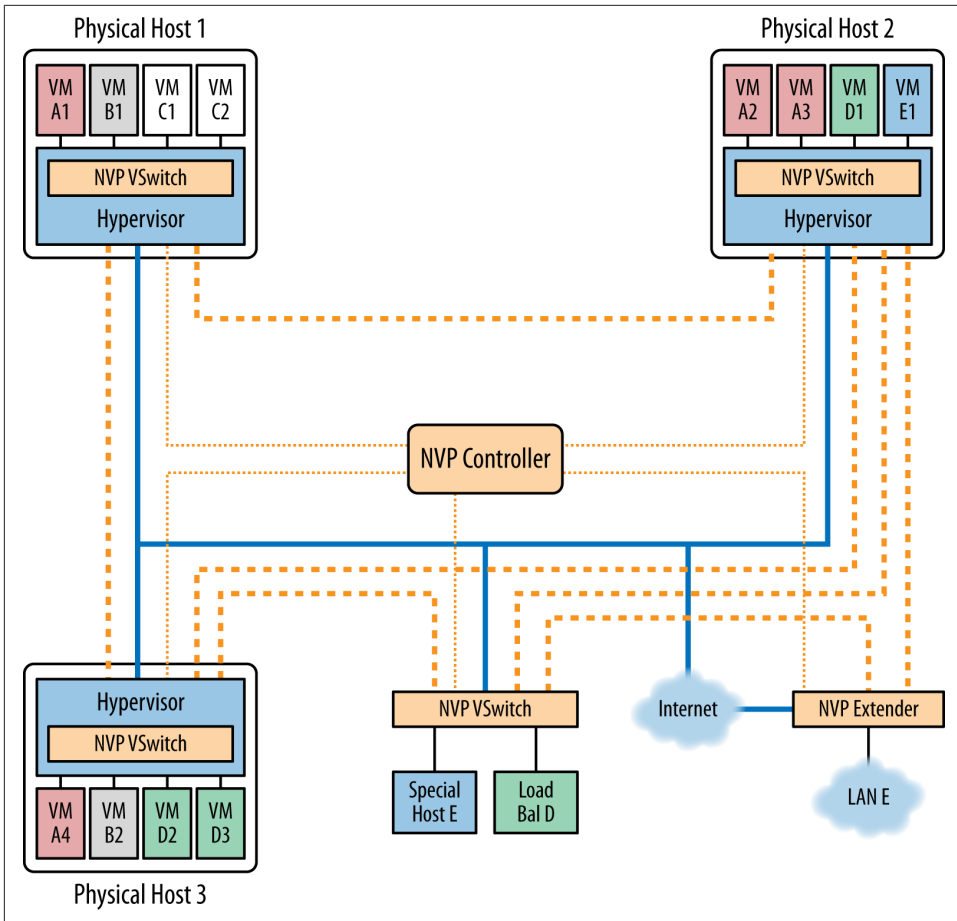 Physical Host 1
Physical Host 2
VM A1
VM B1
VM C1
VM C2
VM A2
VM A3
VM D1
VM E1
NVP VSwitch
Hypervisor
NVP VSwitch
Hypervisor
NVP Controller
Hypervisor
NVP VSwitch
VM A4
VM B2
VM D2
VM D3
Physical Host 3
NVP VSwitch
Special Host E
Load Bal D
Internet
NVP Extender
LAN E